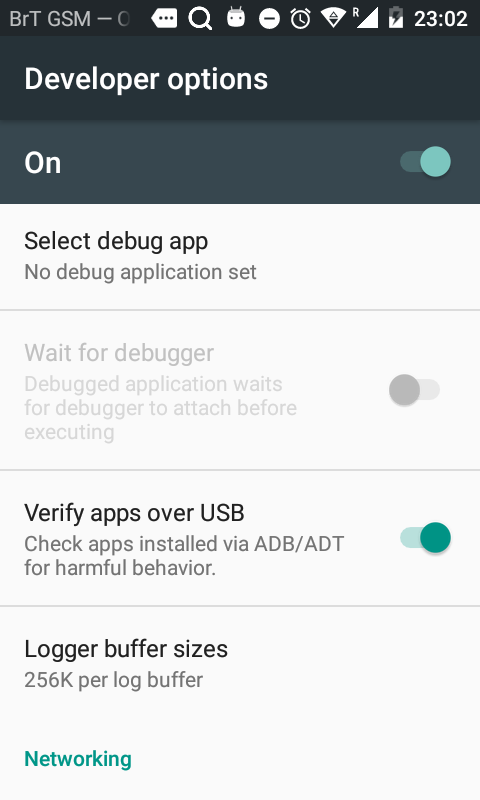 BrT GSM — O
R
23:02
Developer options
On
Select debug app
No debug application set
Wait for debugger
Debugged application waits
for debugger to attach before
executing
Verify apps over USB
Check apps installed via ADB/ADT
for harmful behavior.
Logger buffer sizes
256K per log buffer
Networking